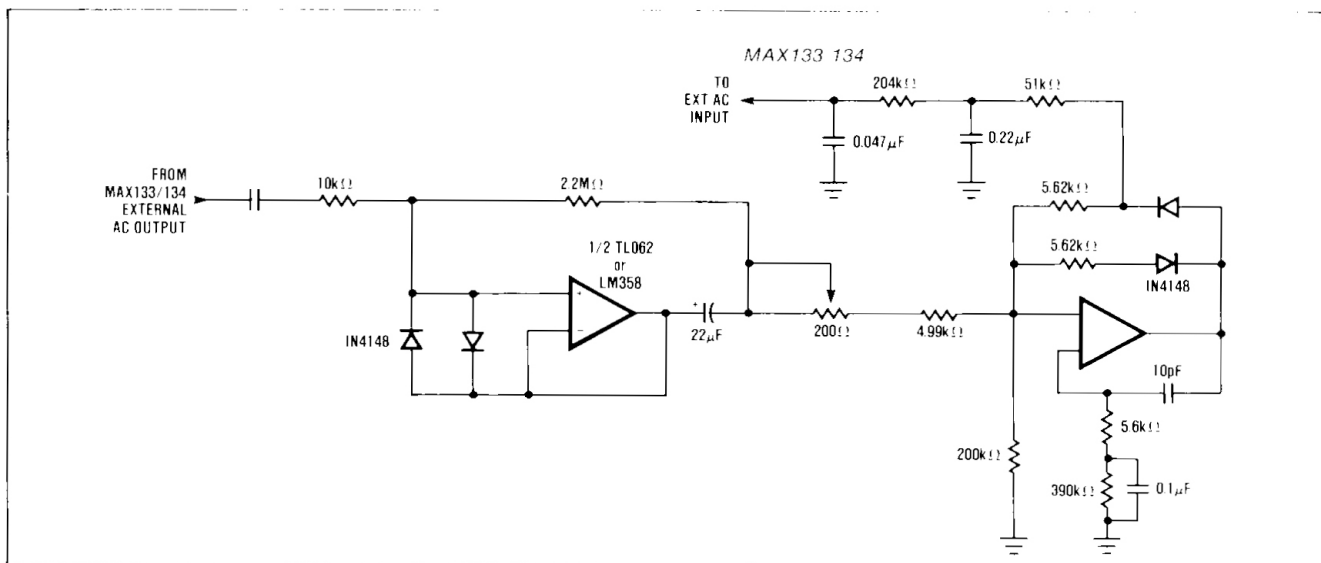 MAX133 134
TO
EXT AC
INPUT
204kΩ
51kΩ
0.047µF
0.22µF
FROM
MAX133/134
EXTERNAL
AC OUTPUT
10kΩ
2.2MΩ
5.62kΩ
1/2 TL062
or
LM358
5.62kΩ
IN4148
+
−
+
IN4148
22µF
200Ω
4.99kΩ
10pF
5.6kΩ
200kΩ
390kΩ
0.1µF